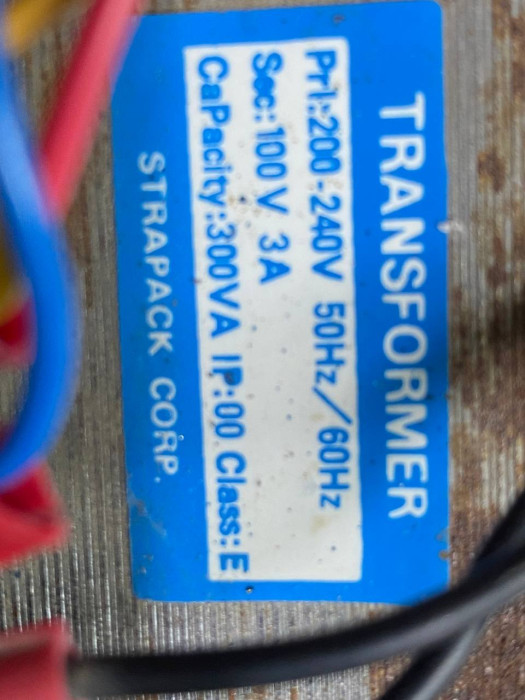 TRANSFORMER
Pri:200-240V 50Hz/60Hz
Sec:100V 3A
CaPacity:300VA IP:00 Class:E
STRAPACK CORP.